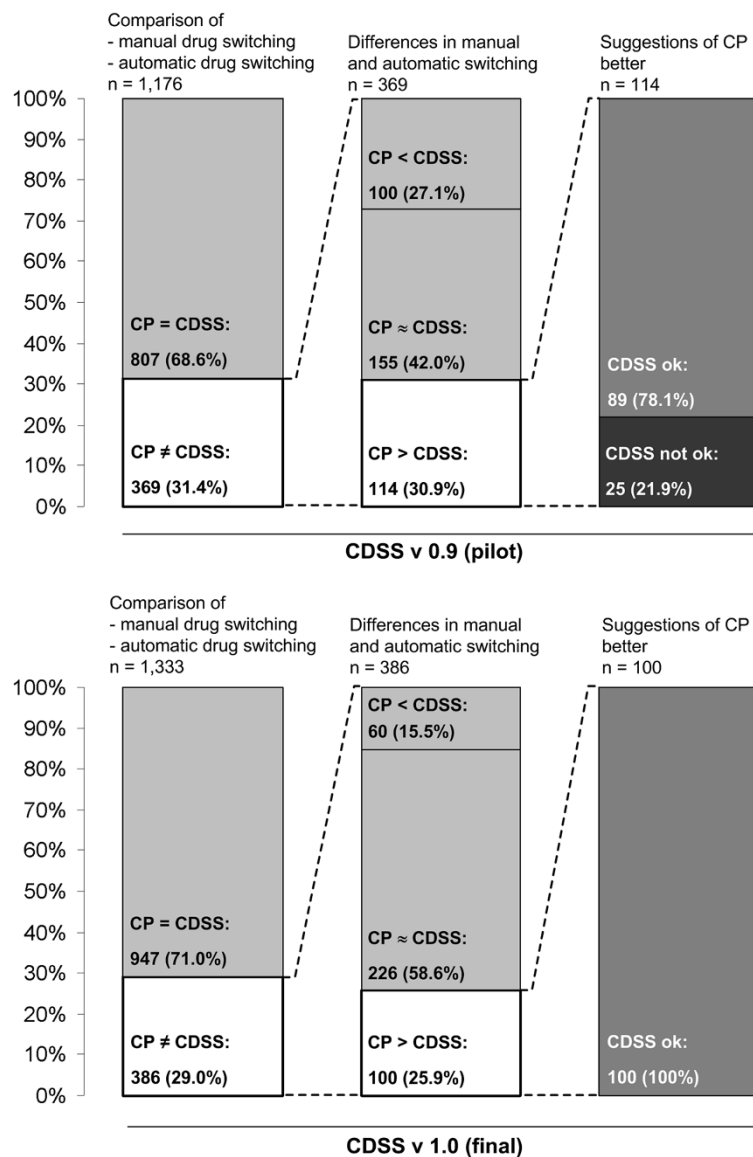 Comparison of
- manual drug switching
- automatic drug switching
n = 1,176
Differences in manual
and automatic switching
n = 369
Suggestions of CP
better
n = 114
100%
90%
80%
70%
60%
50%
40%
30%
20%
10%
0%
CP = CDSS:
807 (68.6%)
CP ≠ CDSS:
369 (31.4%)
CP < CDSS:
100 (27.1%)
CP ≈ CDSS:
155 (42.0%)
CP > CDSS:
114 (30.9%)
CDSS ok:
89 (78.1%)
CDSS not ok:
25 (21.9%)
CDSS v 0.9 (pilot)
Comparison of
- manual drug switching
- automatic drug switching
n = 1,333
Differences in manual
and automatic switching
n = 386
Suggestions of CP
better
n = 100
100%
90%
80%
70%
60%
50%
40%
30%
20%
10%
0%
CP = CDSS:
947 (71.0%)
CP ≠ CDSS:
386 (29.0%)
CP < CDSS:
60 (15.5%)
CP ≈ CDSS:
226 (58.6%)
CP > CDSS:
100 (25.9%)
CDSS ok:
100 (100%)
CDSS v 1.0 (final)